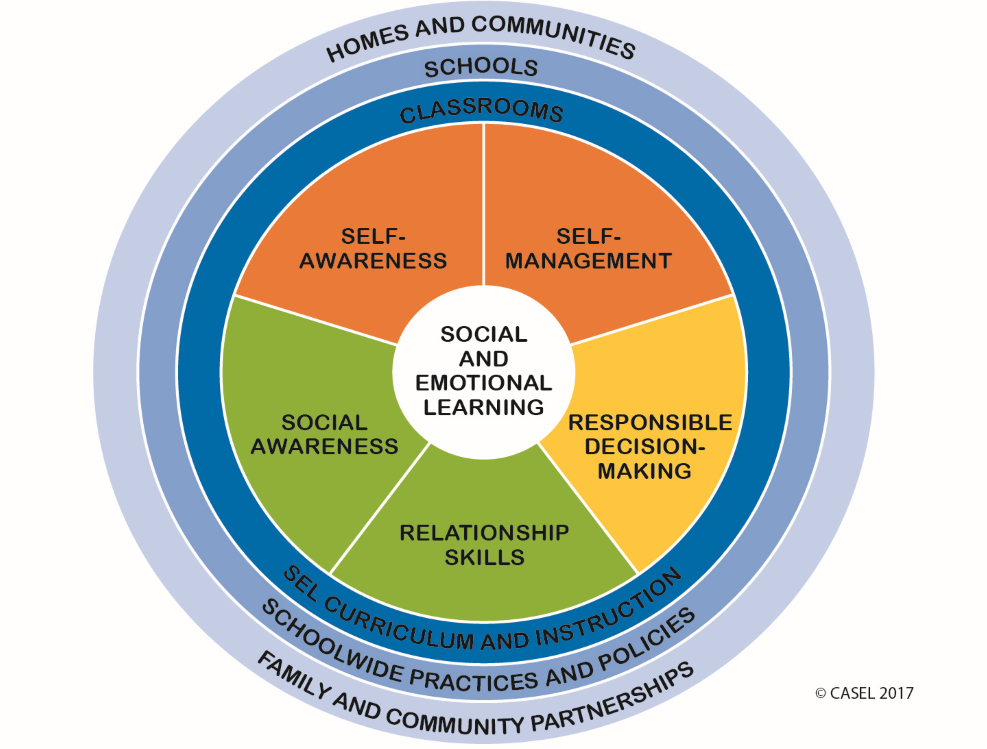 HOMES AND COMMUNITIES
SCHOOLS
CLASSROOMS
SELF-
AWARENESS
SELF-
MANAGEMENT
SOCIAL
AND
EMOTIONAL
LEARNING
SOCIAL
AWARENESS
RESPONSIBLE
DECISION-
MAKING
RELATIONSHIP
SKILLS
SEL CURRICULUM AND INSTRUCTION
SCHOOLWIDE PRACTICES AND POLICIES
FAMILY AND COMMUNITY PARTNERSHIPS
© CASEL 2017